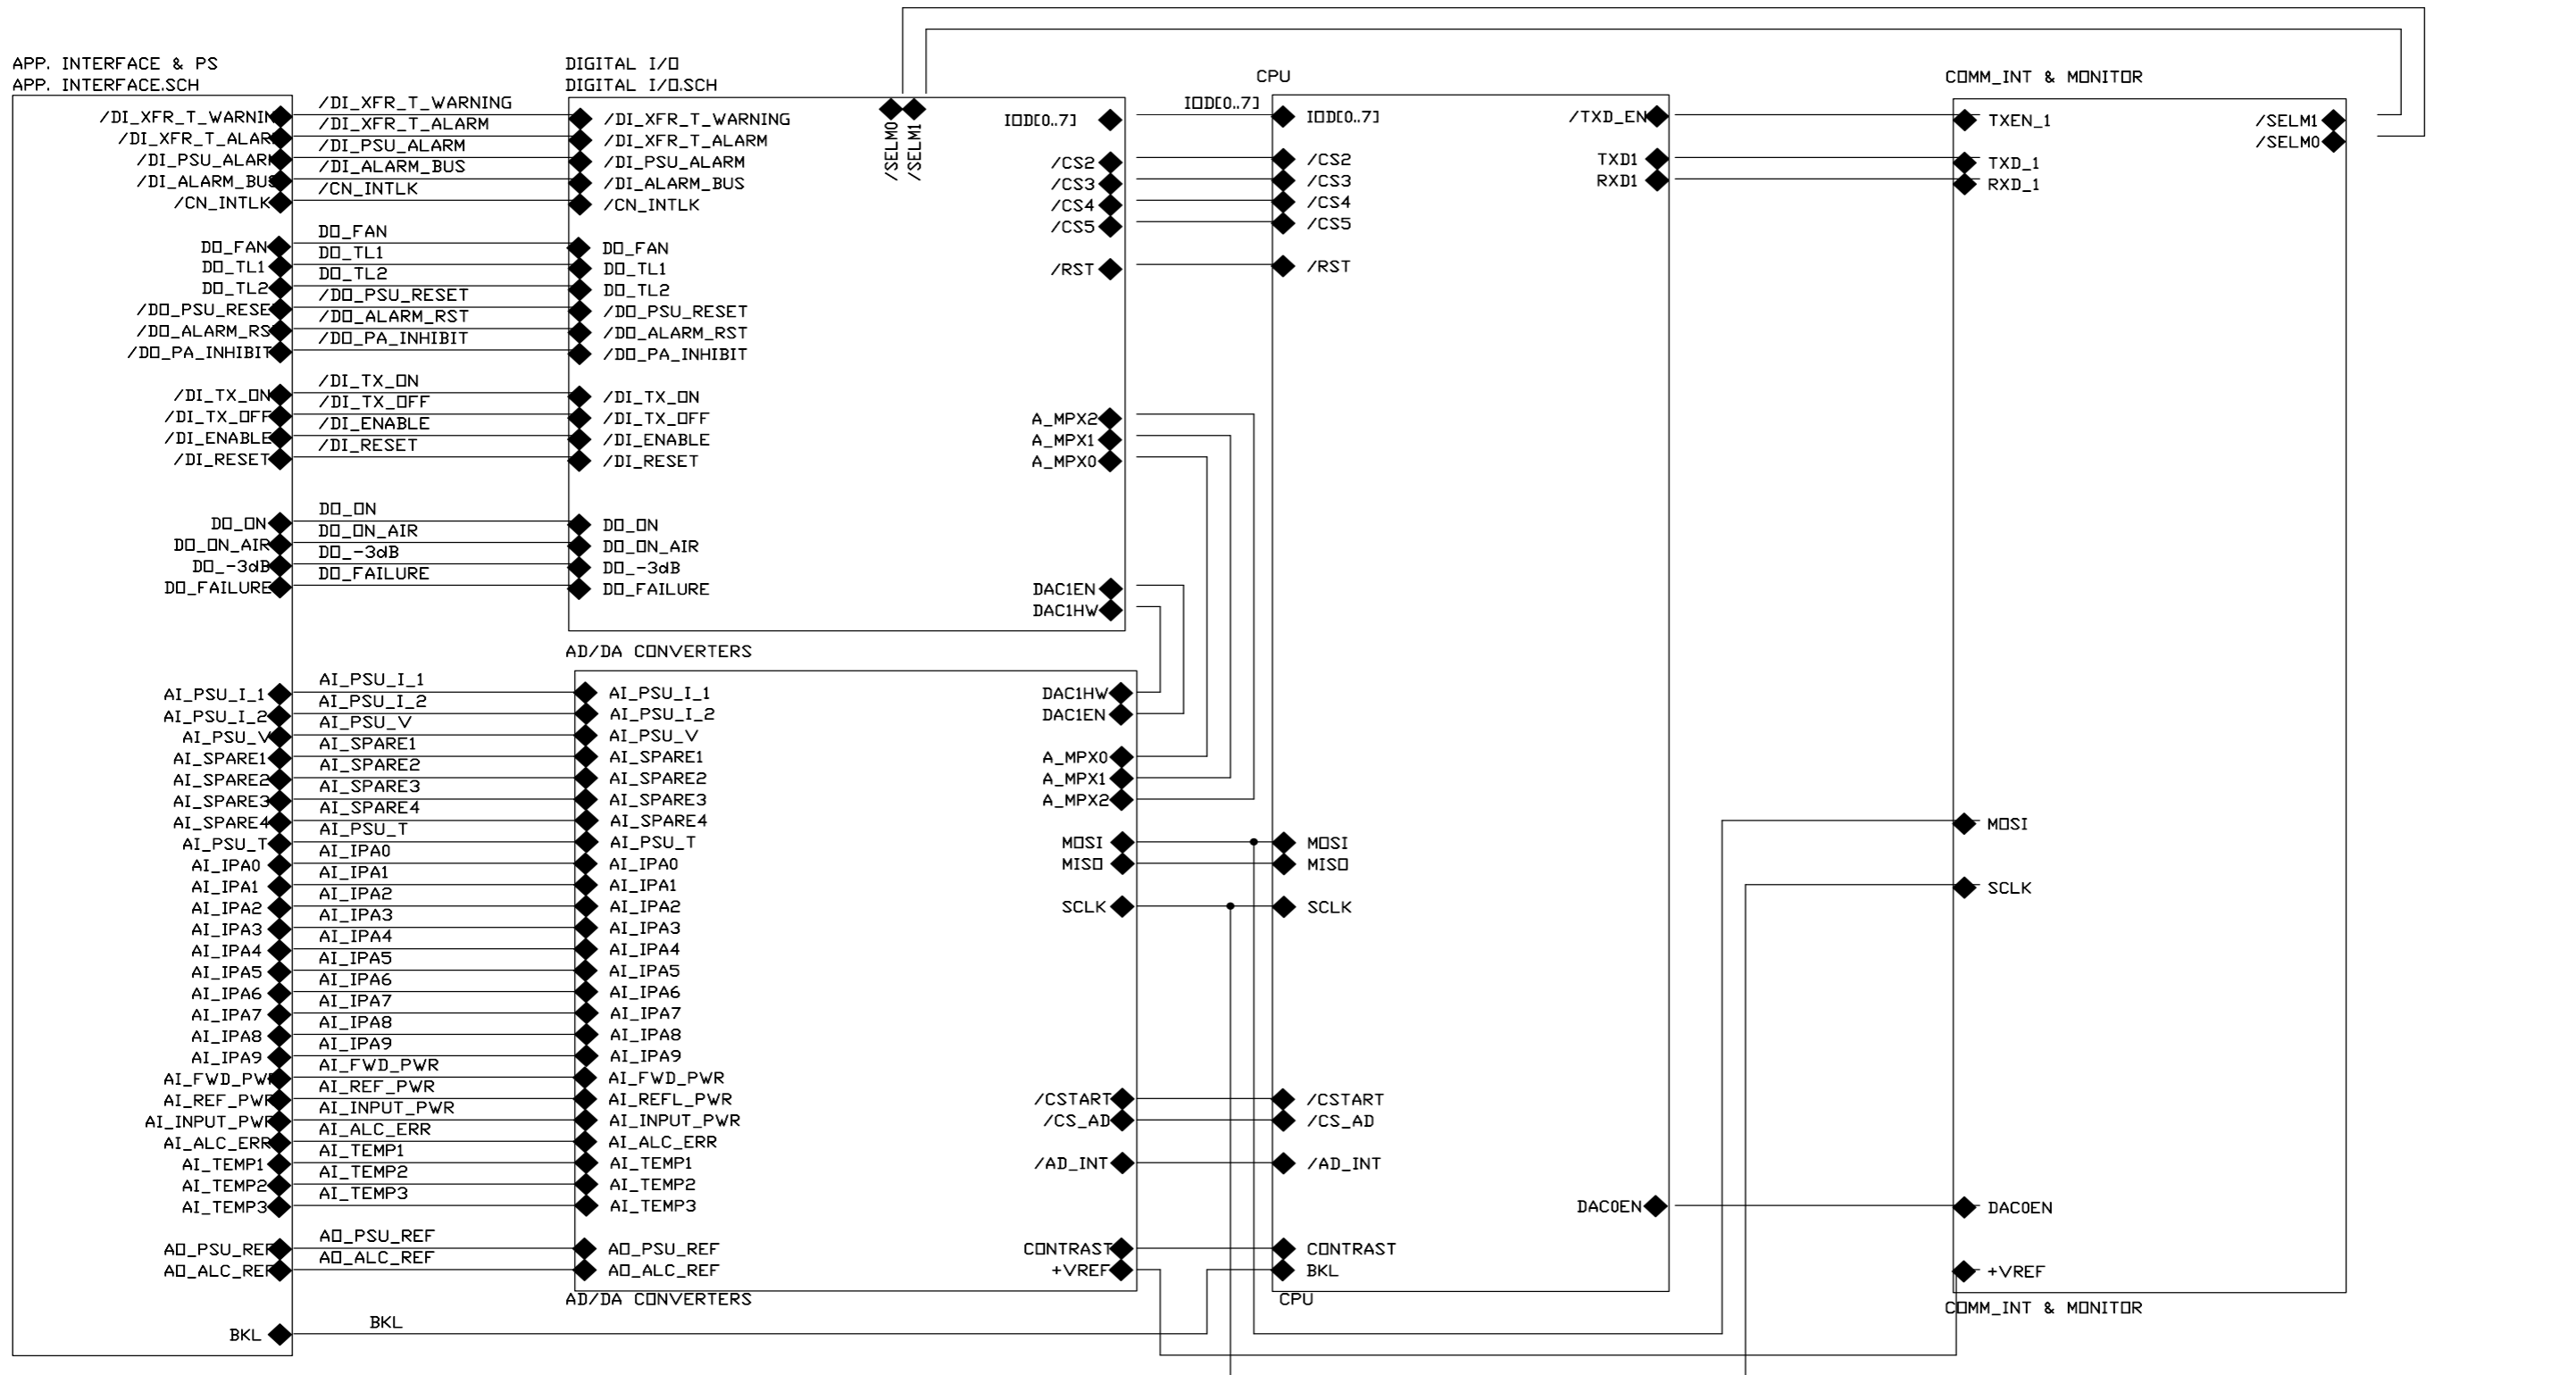 APP. INTERFACE & PS
APP. INTERFACE.SCH
/DI_XFR_T_WARNIN
/DI_XFR_T_ALAR
/DI_PSU_ALAR
/DI_ALARM_BUS
/CN_INTLK
DO_FAN
DO_TL1
DO_TL2
/DO_PSU_RESE
/DO_ALARM_RS
/DO_PA_INHIBIT
/DI_TX_ON
/DI_TX_OFF
/DI_ENABLE
/DI_RESET
DO_ON
DO_ON_AIR
DO_-3dB
DO_FAILURE
AI_PSU_I_1
AI_PSU_I_2
AI_PSU_V
AI_SPARE1
AI_SPARE2
AI_SPARE3
AI_SPARE4
AI_PSU_T
AI_IPA0
AI_IPA1
AI_IPA2
AI_IPA3
AI_IPA4
AI_IPA5
AI_IPA6
AI_IPA7
AI_IPA8
AI_IPA9
AI_FWD_PW
AI_REF_PWR
AI_INPUT_PWR
AI_ALC_ERR
AI_TEMP1
AI_TEMP2
AI_TEMP3
AO_PSU_REF
AO_ALC_REF
BKL
/DI_XFR_T_WARNING
/DI_XFR_T_ALARM
/DI_PSU_ALARM
/DI_ALARM_BUS
/CN_INTLK
DO_FAN
DO_TL1
DO_TL2
/DO_PSU_RESET
/DO_ALARM_RST
/DO_PA_INHIBIT
/DI_TX_ON
/DI_TX_OFF
/DI_ENABLE
/DI_RESET
DO_ON
DO_ON_AIR
DO_-3dB
DO_FAILURE
AI_PSU_I_1
AI_PSU_I_2
AI_PSU_V
AI_SPARE1
AI_SPARE2
AI_SPARE3
AI_SPARE4
AI_PSU_T
AI_IPA0
AI_IPA1
AI_IPA2
AI_IPA3
AI_IPA4
AI_IPA5
AI_IPA6
AI_IPA7
AI_IPA8
AI_IPA9
AI_FWD_PWR
AI_REF_PWR
AI_INPUT_PWR
AI_ALC_ERR
AI_TEMP1
AI_TEMP2
AI_TEMP3
AO_PSU_REF
AO_ALC_REF
BKL
DIGITAL I/O
DIGITAL I/O.SCH
/DI_XFR_T_WARNING
/DI_XFR_T_ALARM
/DI_PSU_ALARM
/DI_ALARM_BUS
/CN_INTLK
DO_FAN
DO_TL1
DO_TL2
/DO_PSU_RESET
/DO_ALARM_RST
/DO_PA_INHIBIT
/DI_TX_ON
/DI_TX_OFF
/DI_ENABLE
/DI_RESET
DO_ON
DO_ON_AIR
DO_-3dB
DO_FAILURE
/SELM0
/SELM1
IOD[0..7]
/CS2
/CS3
/CS4
/CS5
/RST
A_MPX2
A_MPX1
A_MPX0
DAC1EN
DAC1HW
AD/DA CONVERTERS
AI_PSU_I_1
AI_PSU_I_2
AI_PSU_V
AI_SPARE1
AI_SPARE2
AI_SPARE3
AI_SPARE4
AI_PSU_T
AI_IPA0
AI_IPA1
AI_IPA2
AI_IPA3
AI_IPA4
AI_IPA5
AI_IPA6
AI_IPA7
AI_IPA8
AI_IPA9
AI_FWD_PWR
AI_REFL_PWR
AI_INPUT_PWR
AI_ALC_ERR
AI_TEMP1
AI_TEMP2
AI_TEMP3
AO_PSU_REF
AO_ALC_REF
DAC1HW
DAC1EN
A_MPX0
A_MPX1
A_MPX2
MOSI
MISO
SCLK
/CSTART
/CS_AD
/AD_INT
CONTRAST
+VREF
AD/DA CONVERTERS
IOD[0..7]
CPU
IOD[0..7]
/CS2
/CS3
/CS4
/CS5
/RST
MOSI
MISO
SCLK
/CSTART
/CS_AD
/AD_INT
CONTRAST
BKL
/TXD_EN
TXD1
RXD1
DAC0EN
CPU
COMM_INT & MONITOR
TXEN_1
TXD_1
RXD_1
MOSI
SCLK
DAC0EN
+VREF
/SELM1
/SELM0
COMM_INT & MONITOR